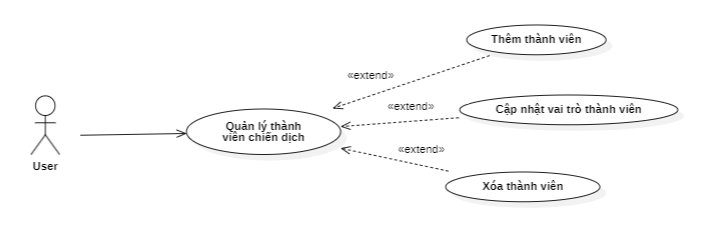 Thêm thành viên
«extend»
«extend»
Cập nhật vai trò thành viên
Quản lý thành
viên chiến dịch
«extend»
User
Xóa thành viên